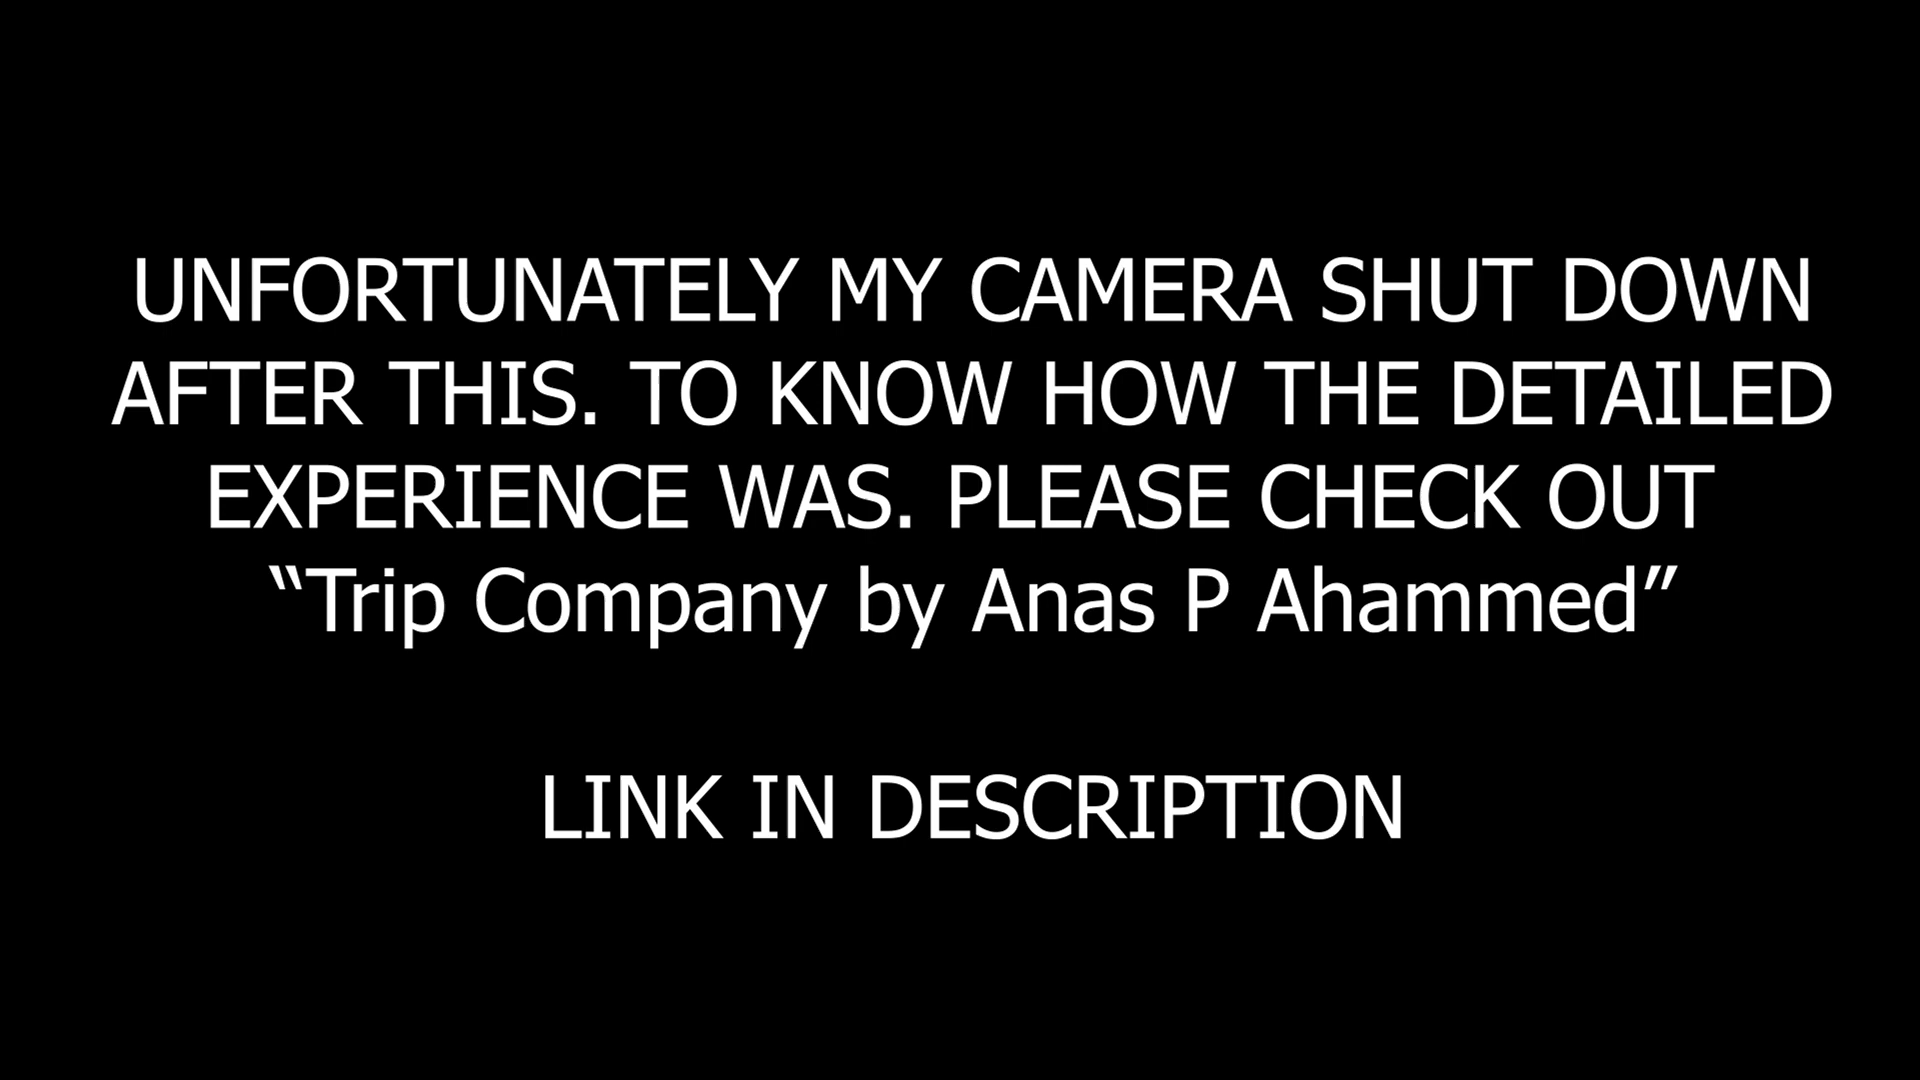 UNFORTUNATELY MY CAMERA SHUT DOWN
AFTER THIS. TO KNOW HOW THE DETAILED
EXPERIENCE WAS. PLEASE CHECK OUT
“Trip Company by Anas P Ahammed”
LINK IN DESCRIPTION